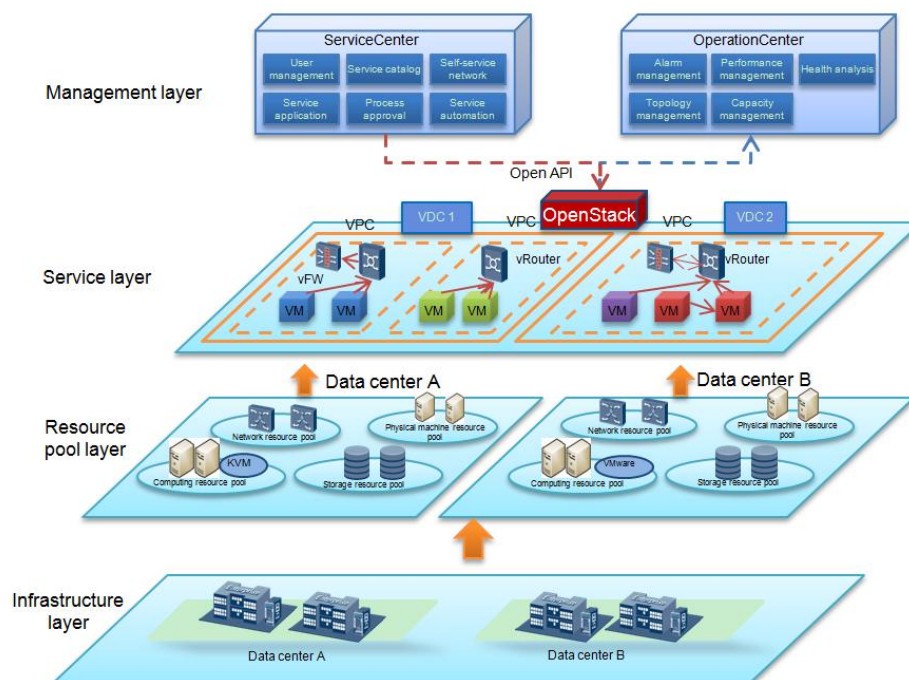 ServiceCenter
User
management
Service catalog
Self-service
network
Service
application
Process
approval
Service
automation
OperationCenter
Alarm
management
Performance
management
Health analysis
Topology
management
Capacity
management
Management layer
Open API
OpenStack
VPC
VDC 1
VPC
VPC
VDC 2
Service layer
vFW
vRouter
vRouter
VM
VM
VM
VM
VM
VM
VM
Data center A
Data center B
Resource
pool layer
Network resource pool
Physical machine resource
pool
KVM
Computing resource pool
Storage resource pool
Network resource pool
Physical machine resource
pool
VMware
Computing resource pool
Storage resource pool
Infrastructure
layer
Data center A
Data center B